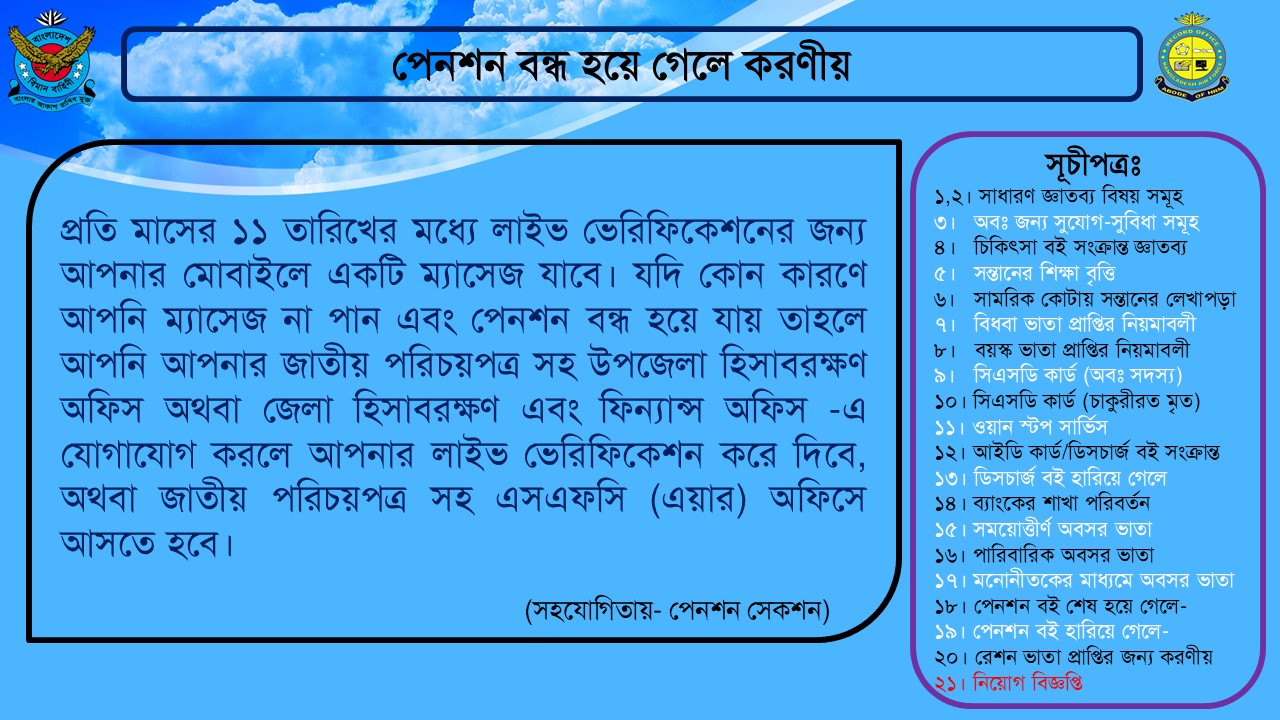 পেনশন বন্ধ হয়ে গেলে করণীয়
বাংলাদেশ
বিমান বাহিনী
বাংলার আকাশ রাখিব মুক্ত
RECORD OFFICE
BANGLADESH AIR FORCE
ABODE OF HRM
প্রতি মাসের ১১ তারিখের মধ্যে লাইভ ভেরিফিকেশনের জন্য
আপনার মোবাইলে একটি ম্যাসেজ যাবে। যদি কোন কারণে
আপনি ম্যাসেজ না পান এবং পেনশন বন্ধ হয়ে যায় তাহলে
আপনি আপনার জাতীয় পরিচয়পত্র সহ উপজেলা হিসাবরক্ষণ
অফিস অথবা জেলা হিসাবরক্ষণ এবং ফিন্যান্স অফিস -এ
যোগাযোগ করলে আপনার লাইভ ভেরিফিকেশন করে দিবে,
অথবা জাতীয় পরিচয়পত্র সহ এসএফসি (এয়ার) অফিসে
আসতে হবে।
(সহযোগিতায়- পেনশন সেকশন)
সূচীপত্রঃ
১,২। সাধারণ জ্ঞাতব্য বিষয় সমূহ
৩। অবঃ জন্য সুযোগ-সুবিধা সমূহ
৪। চিকিৎসা বই সংক্রান্ত জ্ঞাতব্য
৫। সন্তানের শিক্ষা বৃত্তি
৬। সামরিক কোটায় সন্তানের লেখাপড়া
৭। বিধবা ভাতা প্রাপ্তির নিয়মাবলী
৮। বয়স্ক ভাতা প্রাপ্তির নিয়মাবলী
৯। সিএসডি কার্ড (অবঃ সদস্য)
১০। সিএসডি কার্ড (চাকুরীরত মৃত)
১১। ওয়ান স্টপ সার্ভিস
১২। আইডি কার্ড/ডিসচার্জ বই সংক্রান্ত
১৩। ডিসচার্জ বই হারিয়ে গেলে
১৪। ব্যাংকের শাখা পরিবর্তন
১৫। সময়োত্তীর্ণ অবসর ভাতা
১৬। পারিবারিক অবসর ভাতা
১৭। মনোনীতকের মাধ্যমে অবসর ভাতা
১৮। পেনশন বই শেষ হয়ে গেলে-
১৯। পেনশন বই হারিয়ে গেলে-
২০। রেশন ভাতা প্রাপ্তির জন্য করণীয়
২১। নিয়োগ বিজ্ঞপ্তি